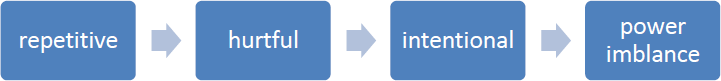 repetitive
hurtful
intentional
power
imblance